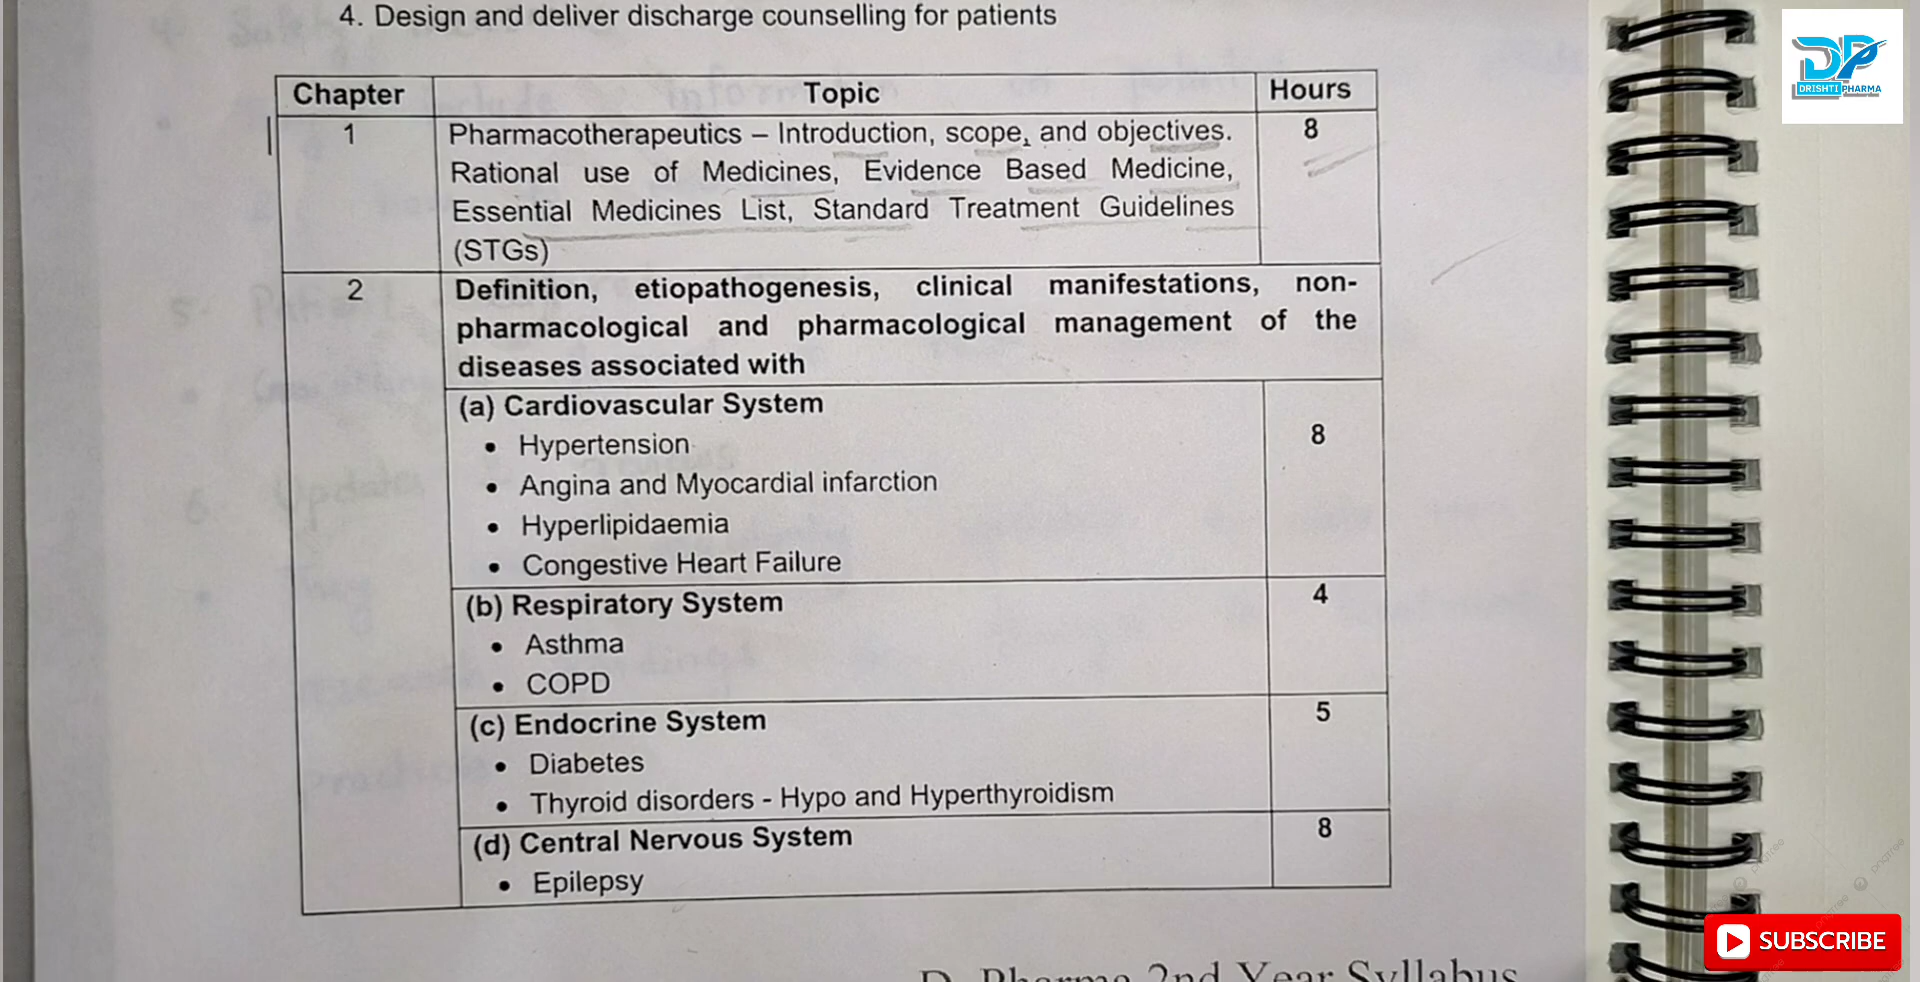 4. Design and deliver discharge counselling for patients
Chapter Topic Hours
1 Pharmacotherapeutics – Introduction, scope, and objectives. 8
Rational use of Medicines, Evidence Based Medicine,
Essential Medicines List, Standard Treatment Guidelines
(STGs)
2 Definition, etiopathogenesis, clinical manifestations, non-
pharmacological and pharmacological management of the
diseases associated with
(a) Cardiovascular System
• Hypertension 8
• Angina and Myocardial infarction
• Hyperlipidaemia
• Congestive Heart Failure
(b) Respiratory System 4
• Asthma
• COPD
(c) Endocrine System 5
• Diabetes
• Thyroid disorders - Hypo and Hyperthyroidism
(d) Central Nervous System 8
• Epilepsy
D. Pharma 2nd Year Syllabus
DP
DRISHTI PHARMA
SUBSCRIBE
pngtree